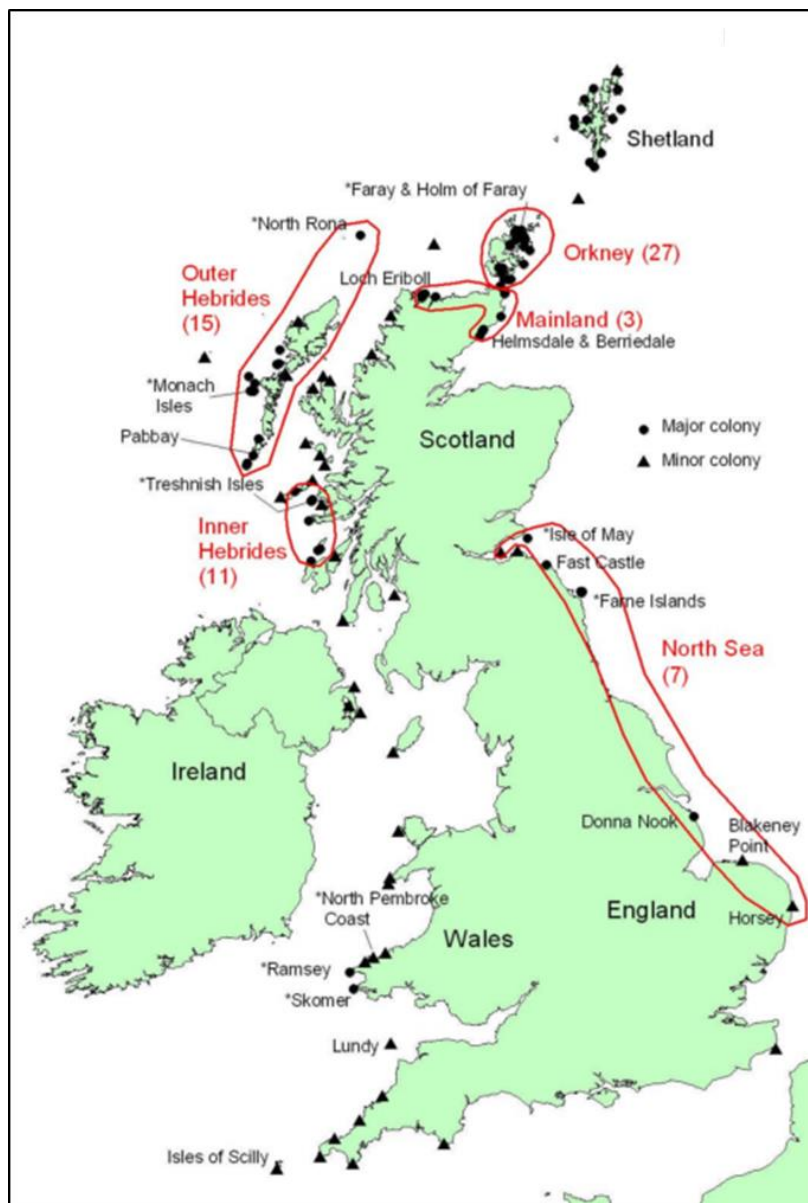 Shetland
*Faray & Holm of Faray
*North Rona
Orkney (27)
Outer
Hebrides
(15)
Loch Eriboll
Mainland (3)
Helmsdale & Berriedale
*Monach
Isles
Pabbay
Scotland
Major colony
Minor colony
*Treshnish Isles
Inner
Hebrides
(11)
*Isle of May
Fast Castle
*Farne Islands
North Sea
(7)
Ireland
Donna Nook
Blakeney
Point
*North Pembroke
Coast
Wales
England
Horsey
*Ramsey
*Skomer
Lundy
Isles of Scilly